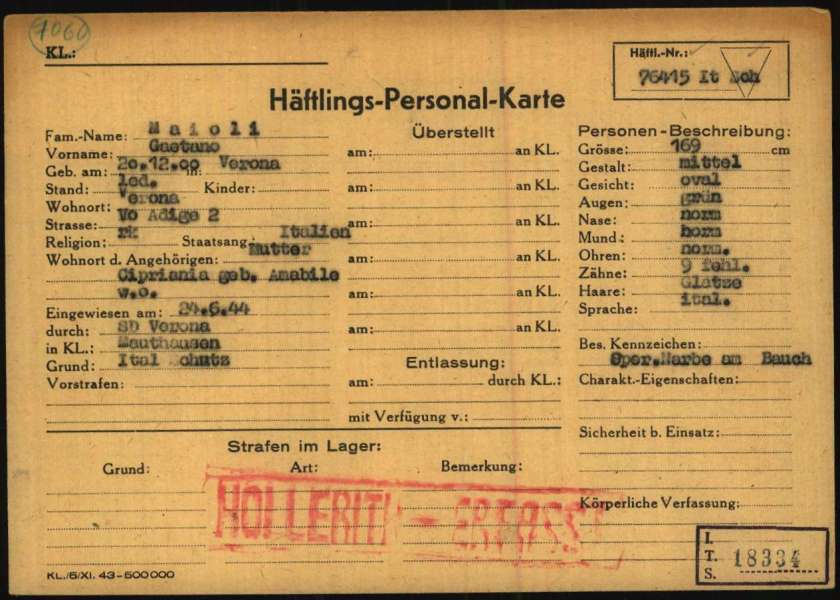 7060
KL.:
Häftl.-Nr.:
76415 It Sch
Häftlings-Personal-Karte
Fam.-Name: Maioli
Vorname: Gaetano
Geb. am: 20.12.00 in: Verona
Stand: led. Kinder:
Wohnort: Verona
Strasse: Vo Adige 2
Religion: rk Staatsang. Italien
Wohnort d. Angehörigen: Mutter
Cipriania geb. Amabile
w.o.
Eingewiesen am: 24.6.44
durch: SD Verona
in KL.: Mauthausen
Grund: Ital Schutz
Vorstrafen:
Überstellt
am: an KL.
am: an KL.
am: an KL.
am: an KL.
am: an KL.
am: an KL.
Entlassung:
am: durch KL.:
mit Verfügung v.:
Personen-Beschreibung:
Grösse: 169 cm
Gestalt: mittel
Gesicht: oval
Augen: grün
Nase: norm
Mund: norm
Ohren: norm.
Zähne: 9 fehl.
Haare: Glatze
Sprache: ital.
Bes. Kennzeichen:
Oper.Narbe am Bauch
Charakt.-Eigenschaften:
Sicherheit b. Einsatz:
Körperliche Verfassung:
Strafen im Lager:
Grund: Art: Bemerkung:
HOLLERITH - ERFASST
I.
T. 18334
S.
KL./5/XI. 43-500000